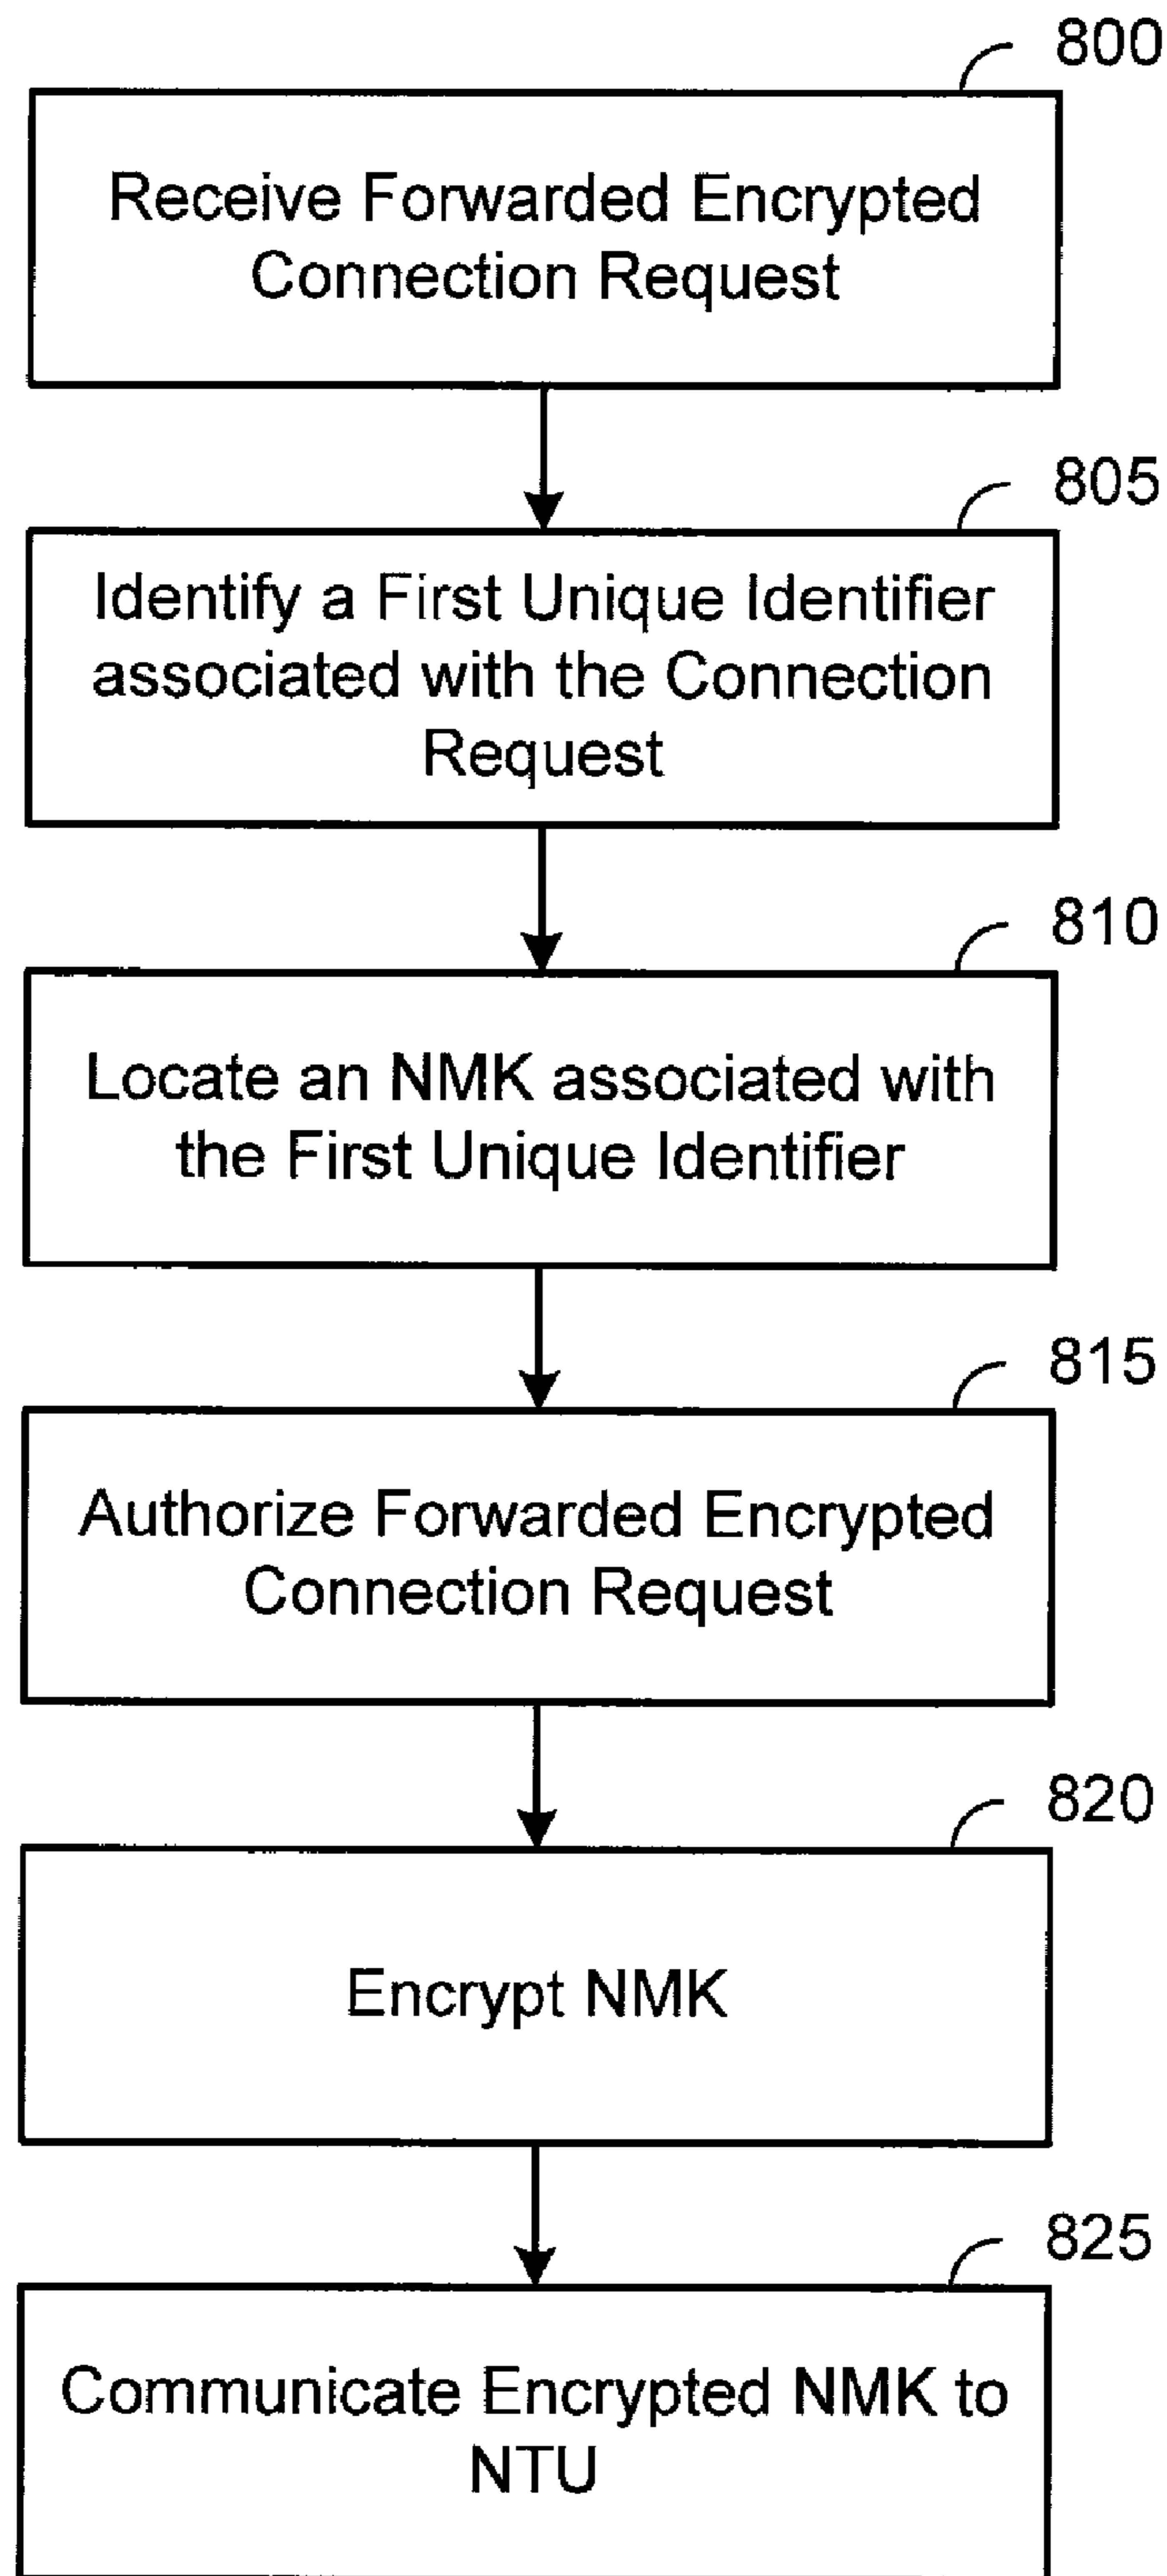 800
Receive Forwarded Encrypted
Connection Request
805
Identify a First Unique Identifier
associated with the Connection
Request
810
Locate an NMK associated with
the First Unique Identifier
815
Authorize Forwarded Encrypted
Connection Request
820
Encrypt NMK
825
Communicate Encrypted NMK to
NTU